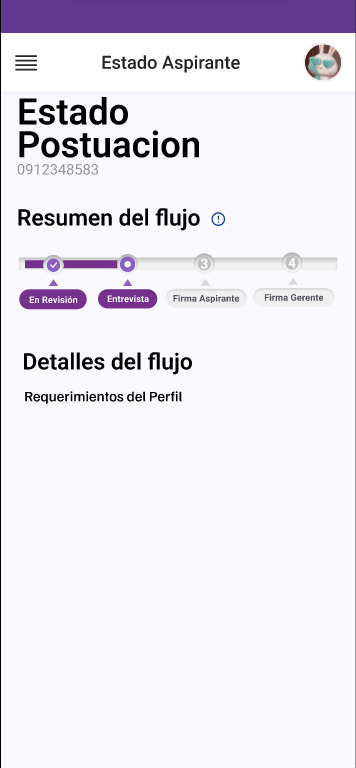 Estado Aspirante
Estado
Postuacion
0912348583
Resumen del flujo
3
4
En Revisión
Entrevista
Firma Aspirante
Firma Gerente
Detalles del flujo
Requerimientos del Perfil